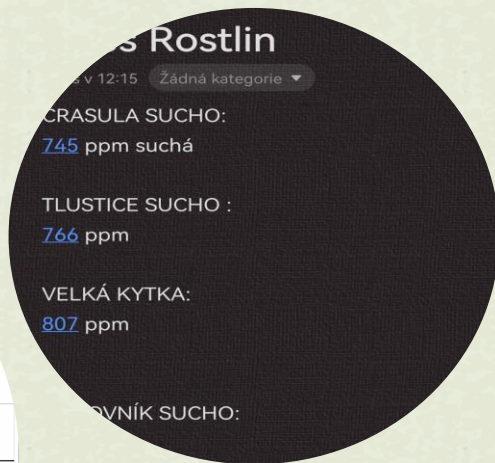 Rostlin
v 12:15 Žádná kategorie
CRASULA SUCHO:
745 ppm suchá
TLUSTICE SUCHO :
766 ppm
VELKÁ KYTKA:
807 ppm
SUCHO: